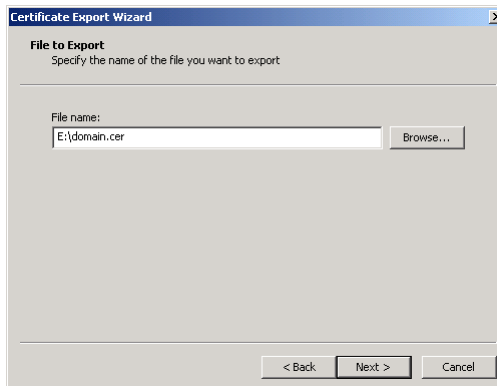 Certificate Export Wizard
File to Export
Specify the name of the file you want to export
File name:
E:\domain.cer
Browse...
< Back
Next >
Cancel